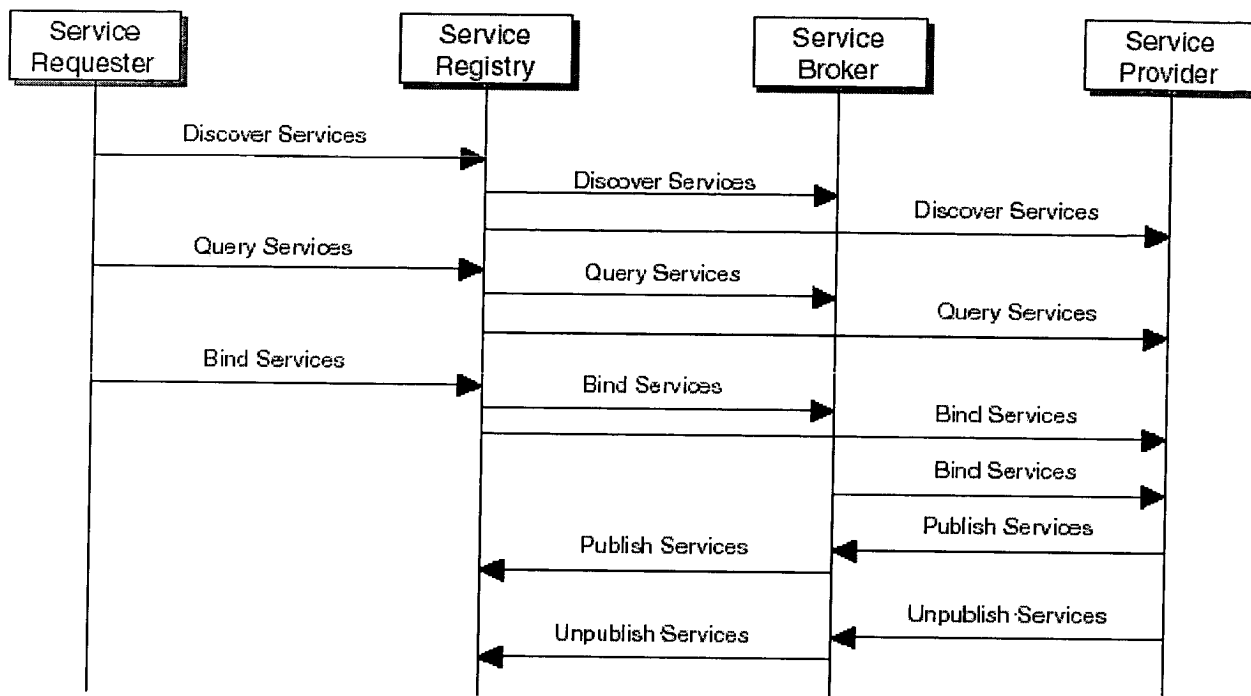 Service
Requester
Service
Registry
Service
Broker
Service
Provider
Discover Services
Discover Services
Discover Services
Query Services
Query Services
Query Services
Bind Services
Bind Services
Bind Services
Bind Services
Publish Services
Publish Services
Unpublish Services
Unpublish Services